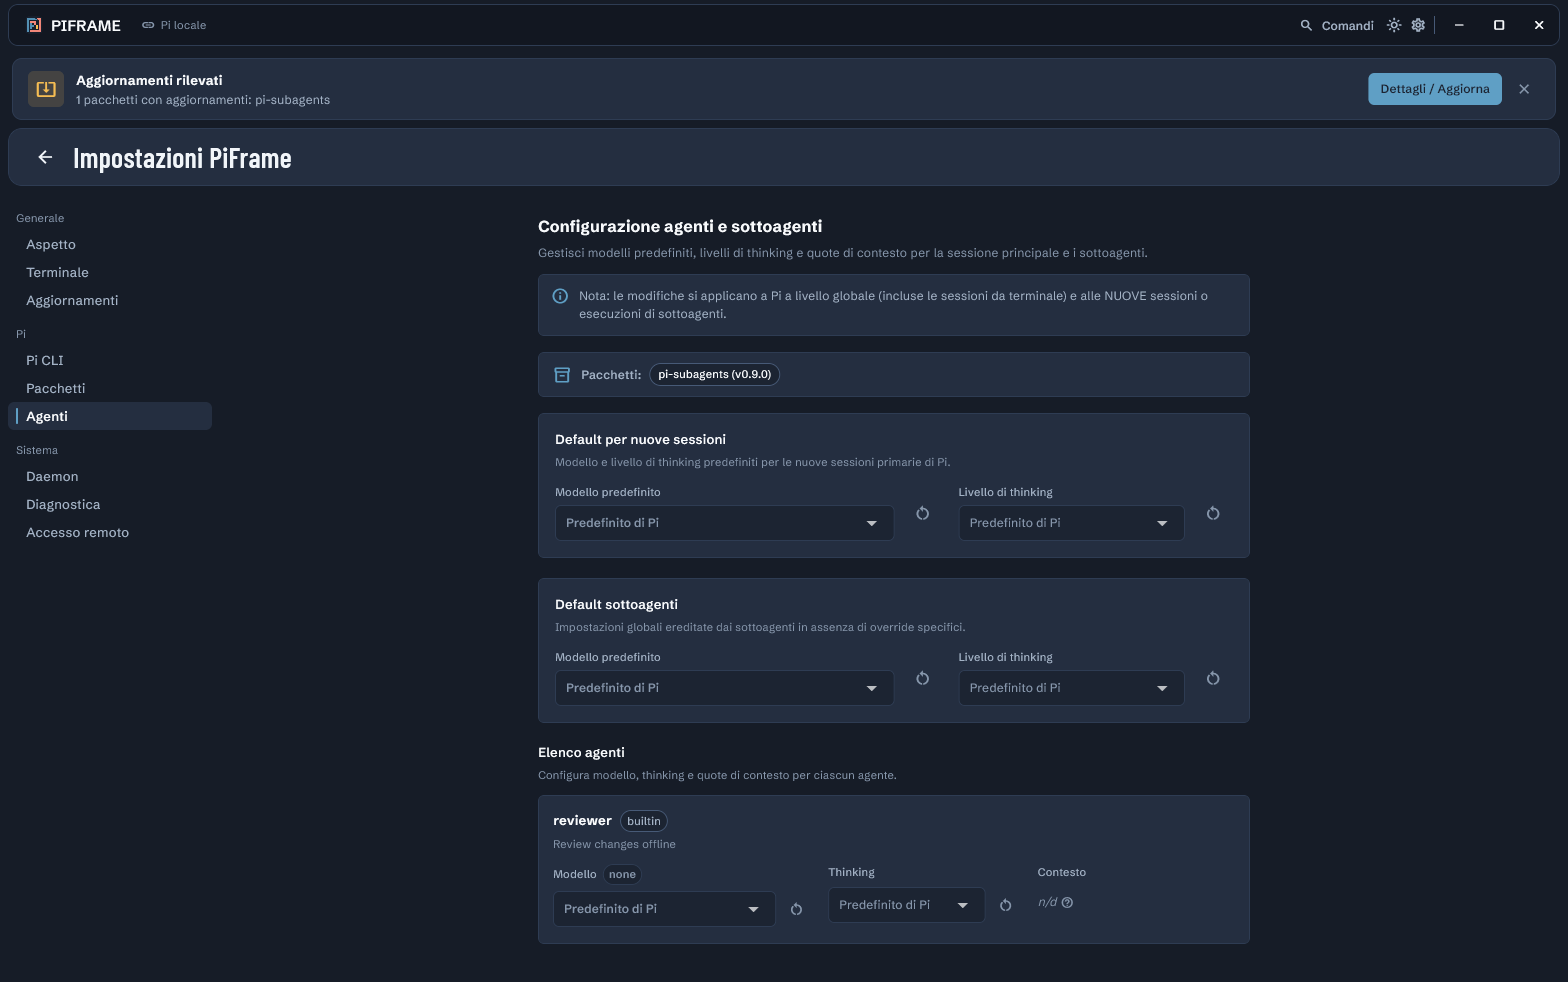 PIFRAME
Pi locale
Comandi
Aggiornamenti rilevati
1 pacchetti con aggiornamenti: pi-subagents
Dettagli / Aggiorna
Impostazioni PiFrame
Generale
Aspetto
Terminale
Aggiornamenti
Pi
Pi CLI
Pacchetti
Agenti
Sistema
Daemon
Diagnostica
Accesso remoto
Configurazione agenti e sottoagenti
Gestisci modelli predefiniti, livelli di thinking e quote di contesto per la sessione principale e i sottoagenti.
Nota: le modifiche si applicano a Pi a livello globale (incluse le sessioni da terminale) e alle NUOVE sessioni o
esecuzioni di sottoagenti.
Pacchetti: pi-subagents (v0.9.0)
Default per nuove sessioni
Modello e livello di thinking predefiniti per le nuove sessioni primarie di Pi.
Modello predefinito Livello di thinking
Predefinito di Pi Predefinito di Pi
Default sottoagenti
Impostazioni globali ereditate dai sottoagenti in assenza di override specifici.
Modello predefinito Livello di thinking
Predefinito di Pi Predefinito di Pi
Elenco agenti
Configura modello, thinking e quote di contesto per ciascun agente.
reviewer builtin
Review changes offline
Modello none Thinking Contesto
Predefinito di Pi Predefinito di Pi n/d